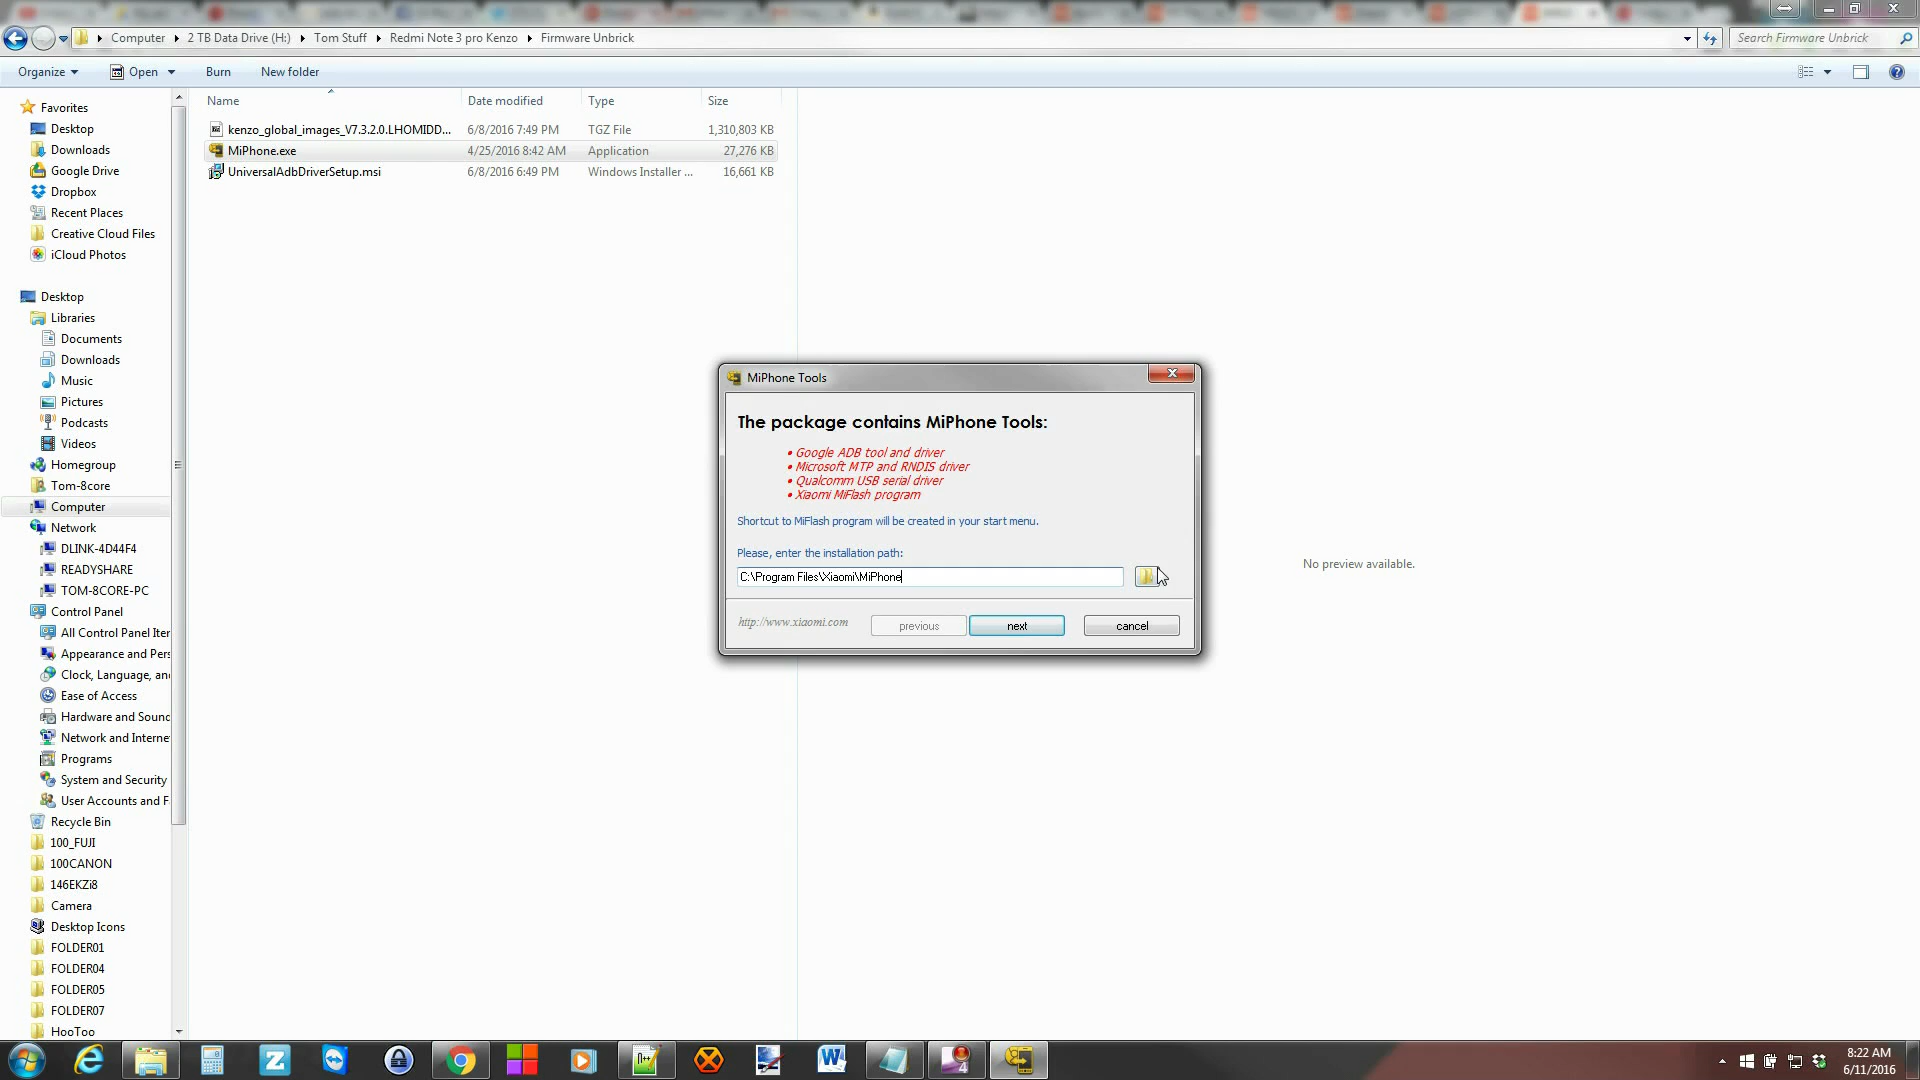 Computer
2 TB Data Drive (H:)
Tom Stuff
Redmi Note 3 pro Kenzo
Firmware Unbrick
Search Firmware Unbrick
Organize
Open
Burn
New folder
Name
Date modified
Type
Size
kenzo_global_images_V7.3.2.0.LHOMIDD...
6/8/2016 7:49 PM
TGZ File
1,310,803 KB
MiPhone.exe
4/25/2016 8:42 AM
Application
27,276 KB
UniversalAdbDriverSetup.msi
6/8/2016 6:49 PM
Windows Installer ...
16,661 KB
Favorites
Desktop
Downloads
Google Drive
Dropbox
Recent Places
Creative Cloud Files
iCloud Photos
Desktop
Libraries
Documents
Downloads
Music
Pictures
Podcasts
Videos
Homegroup
Tom-8core
Computer
Network
DLINK-4D44F4
READYSHARE
TOM-8CORE-PC
Control Panel
All Control Panel Iter
Appearance and Pers
Clock, Language, an
Ease of Access
Hardware and Sound
Network and Interne
Programs
System and Security
User Accounts and F
Recycle Bin
100_FUJI
100CANON
146EKZi8
Camera
Desktop Icons
FOLDER01
FOLDER04
FOLDER05
FOLDER07
HooToo
MiPhone Tools
The package contains MiPhone Tools:
• Google ADB tool and driver
• Microsoft MTP and RNDIS driver
• Qualcomm USB serial driver
• Xiaomi MiFlash program
Shortcut to MiFlash program will be created in your start menu.
Please, enter the installation path:
C:\Program Files\Xiaomi\MiPhone
http://www.xiaomi.com
previous
next
cancel
No preview available.
8:22 AM
6/11/2016